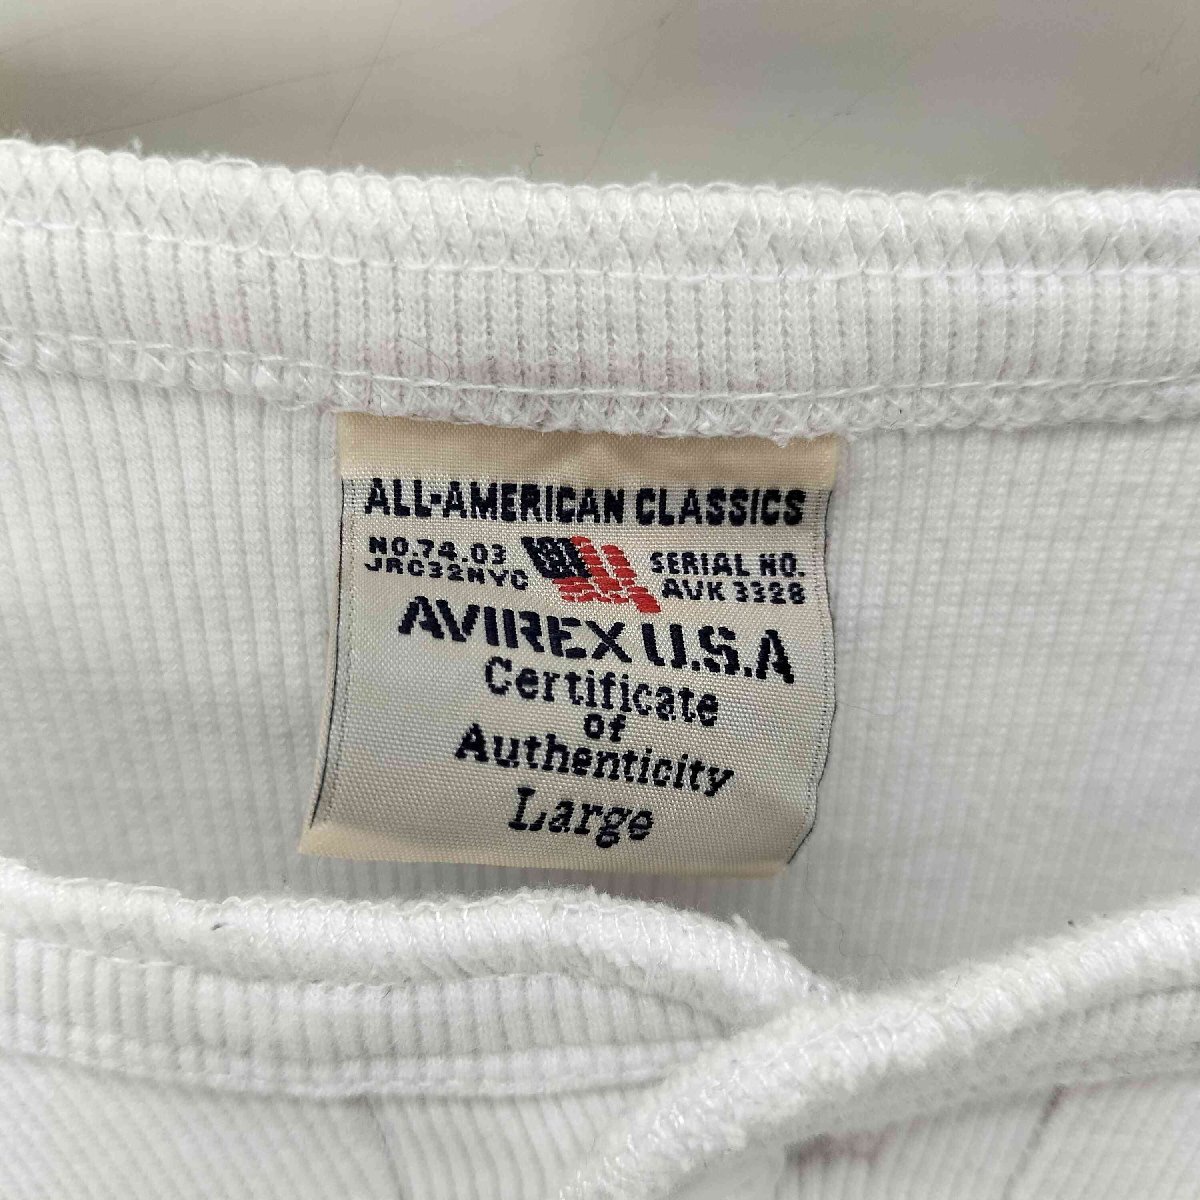 ALL-AMERICAN CLASSICS
NO.74.03
JRC32NYC
SERIAL NO.
AVK 3328
AVIREX U.S.A
Certificate
of
Authenticity
Large